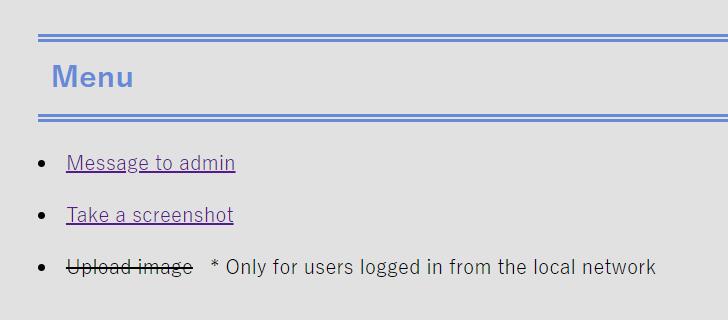 Menu
Message to admin
Take a screenshot
Upload image * Only for users logged in from the local network